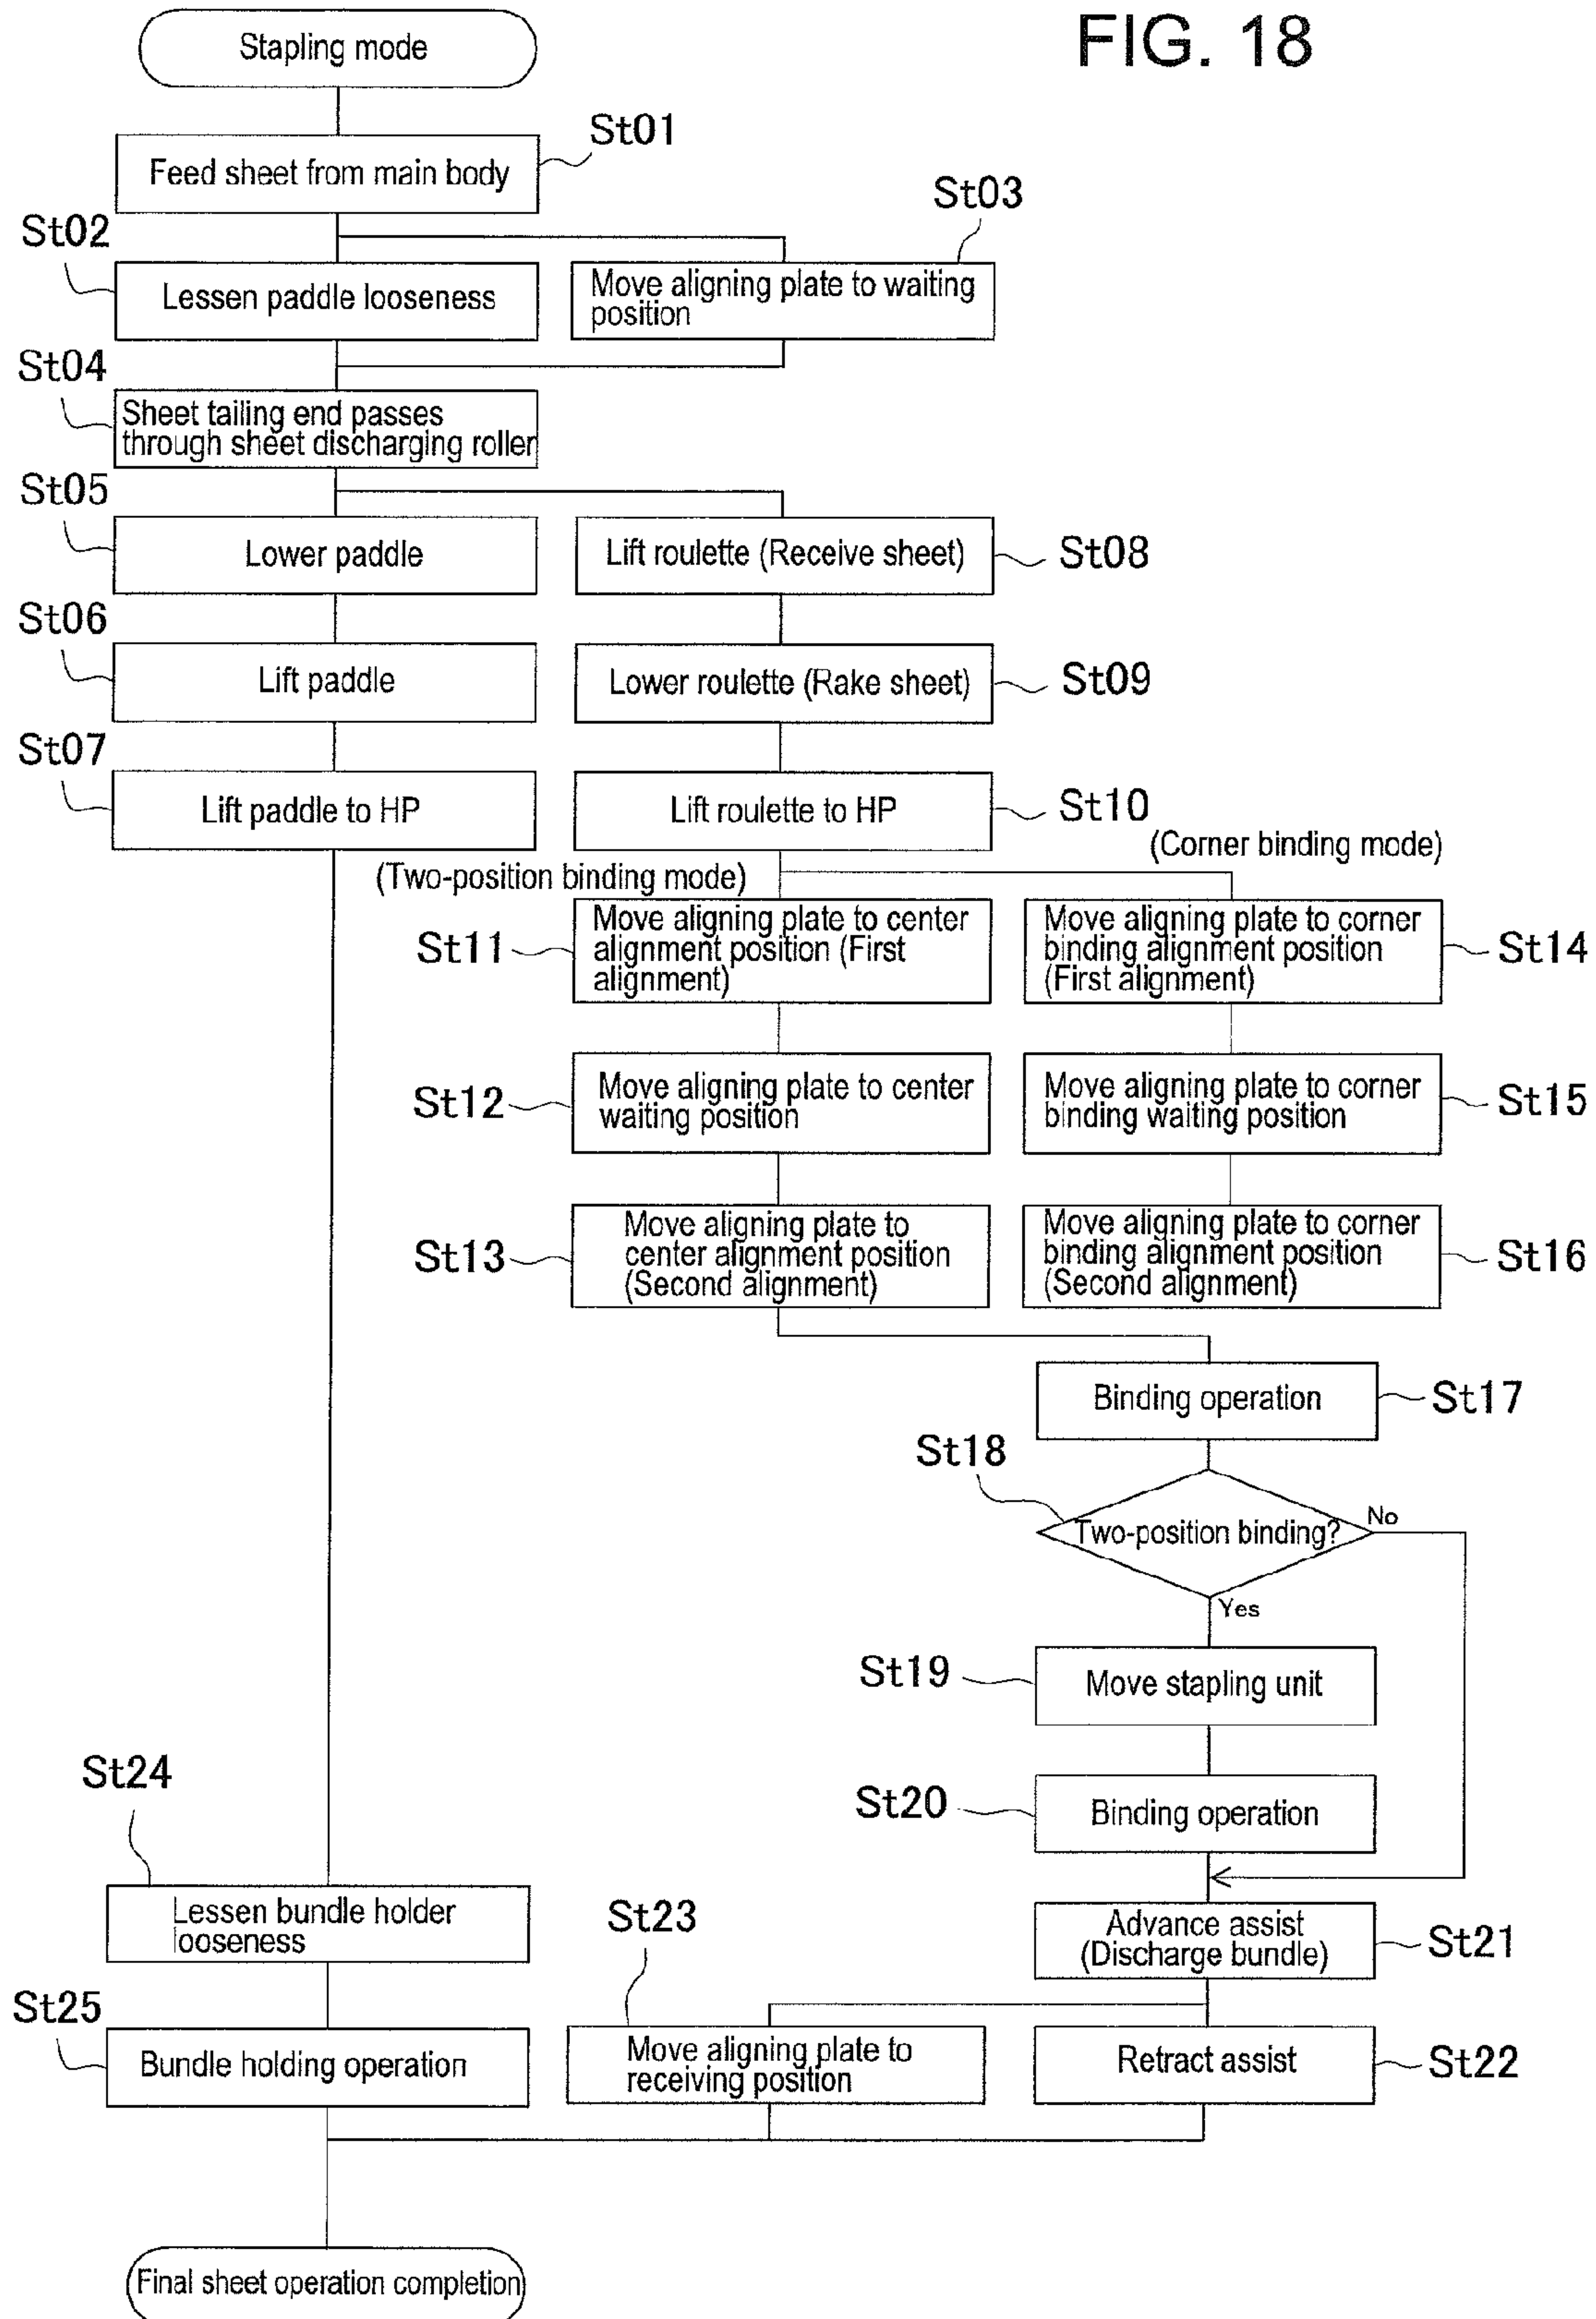 FIG. 18
Stapling mode
St01
Feed sheet from main body
St03
St02
Lessen paddle looseness
Move aligning plate to waiting
position
St04
Sheet tailing end passes
through sheet discharging roller
St05
Lower paddle
Lift roulette (Receive sheet)
St08
St06
Lift paddle
Lower roulette (Rake sheet)
St09
St07
Lift paddle to HP
Lift roulette to HP
St10
(Corner binding mode)
(Two-position binding mode)
St11
Move aligning plate to center
alignment position (First
alignment)
Move aligning plate to corner
binding alignment position
(First alignment)
St14
St12
Move aligning plate to center
waiting position
Move aligning plate to corner
binding waiting position
St15
St13
Move aligning plate to
center alignment position
(Second alignment)
Move aligning plate to corner
binding alignment position
(Second alignment)
St16
Binding operation
St17
St18
Two-position binding?
No
Yes
St19
Move stapling unit
St24
St20
Binding operation
Lessen bundle holder
looseness
St23
Advance assist
(Discharge bundle)
St21
St25
Bundle holding operation
Move aligning plate to
receiving position
Retract assist
St22
Final sheet operation completion